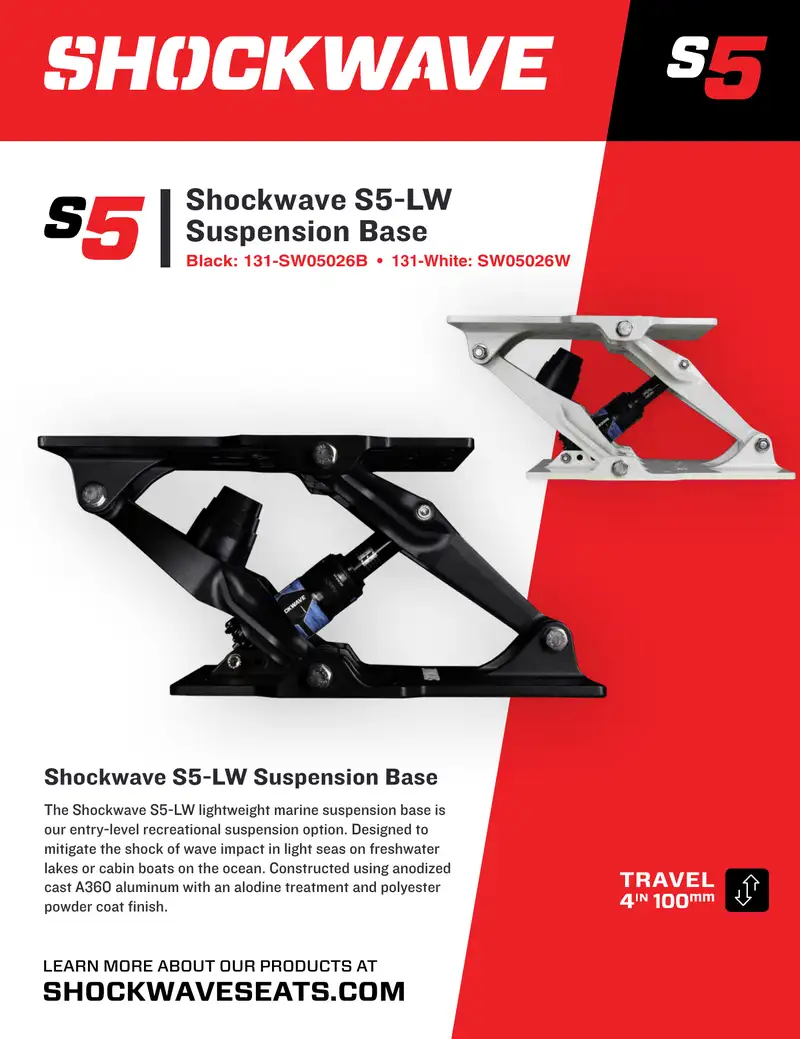 SHOCKWAVE
S5
S5
Shockwave S5-LW
Suspension Base
Black: 131-SW05026B • 131-White: SW05026W
Shockwave S5-LW Suspension Base
The Shockwave S5-LW lightweight marine suspension base is
our entry-level recreational suspension option. Designed to
mitigate the shock of wave impact in light seas on freshwater
lakes or cabin boats on the ocean. Constructed using anodized
cast A360 aluminum with an alodine treatment and polyester
powder coat finish.
TRAVEL
4IN 100mm
LEARN MORE ABOUT OUR PRODUCTS AT
SHOCKWAVESEATS.COM